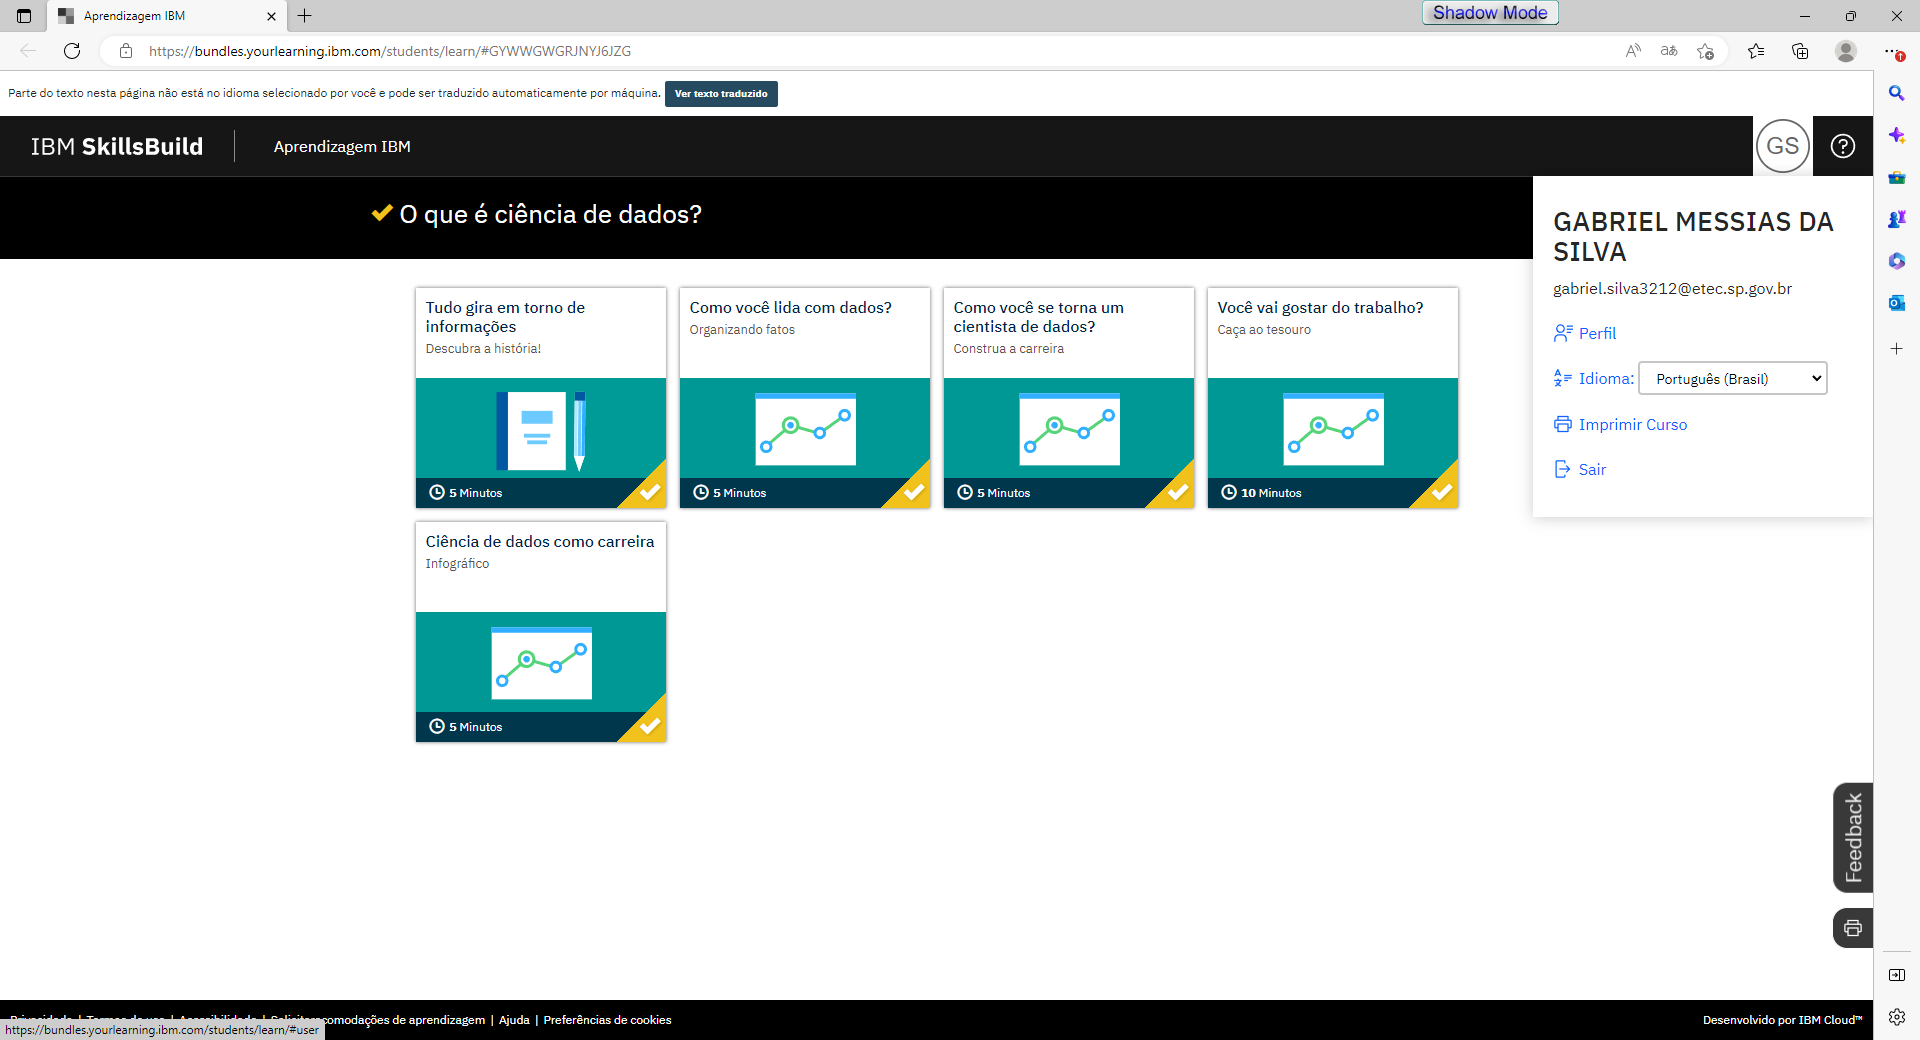 Aprendizagem IBM
Shadow Mode
https://bundles.yourlearning.ibm.com/students/learn/#GYWWGWGRJNYJ6JZG
Parte do texto nesta página não está no idioma selecionado por você e pode ser traduzido automaticamente por máquina. Ver texto traduzido
IBM SkillsBuild
Aprendizagem IBM
GS
O que é ciência de dados?
GABRIEL MESSIAS DA
SILVA
gabriel.silva3212@etec.sp.gov.br
Perfil
Idioma: Português (Brasil)
Imprimir Curso
Sair
Tudo gira em torno de
informações
Descubra a história!
5 Minutos
Como você lida com dados?
Organizando fatos
5 Minutos
Como você se torna um
cientista de dados?
Construa a carreira
5 Minutos
Você vai gostar do trabalho?
Caça ao tesouro
10 Minutos
Ciência de dados como carreira
Infográfico
5 Minutos
Feedback
comodações de aprendizagem | Ajuda | Preferências de cookies
Desenvolvido por IBM Cloud™
https://bundles.yourlearning.ibm.com/students/learn/#user